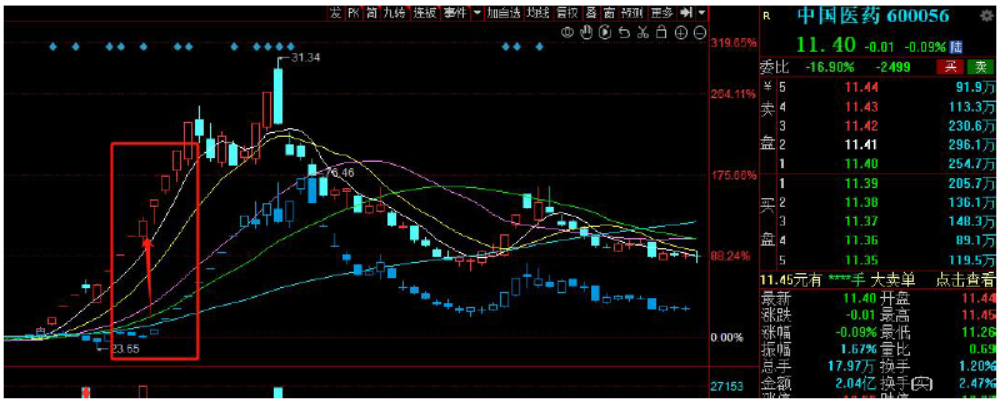 发 PK 简 九转 连板 事件 加自选 均线 复权 叠 窗 预测 更多
R 中国医药 600056
11.40 -0.01 -0.09% 陆
委比 -16.90% -2499 买 卖
卖盘
5 11.44 91.9万
4 11.43 113.3万
3 11.42 230.6万
2 11.41 296.1万
1 11.40 254.7万
买盘
1 11.39 205.7万
2 11.38 136.1万
3 11.37 148.3万
4 11.36 89.1万
5 11.35 119.5万
11.45元有 ****手 大卖单 点击查看
最新 11.40 开盘 11.44
涨跌 -0.01 最高 11.45
涨幅 -0.09% 最低 11.26
振幅 1.67% 量比 0.69
总手 17.97万 换手 1.20%
金额 2.04亿 换手(实) 2.47%
319.65%
204.11%
175.66%
88.24%
0.00%
27153
31.34
76.46
23.65